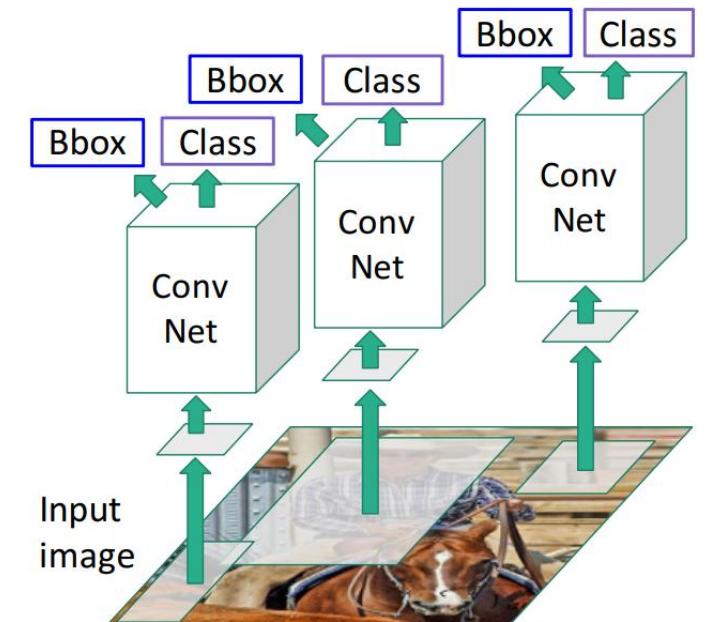 Bbox Class
Bbox Class
Bbox Class
Conv
Net
Conv
Net
Conv
Net
Input
image